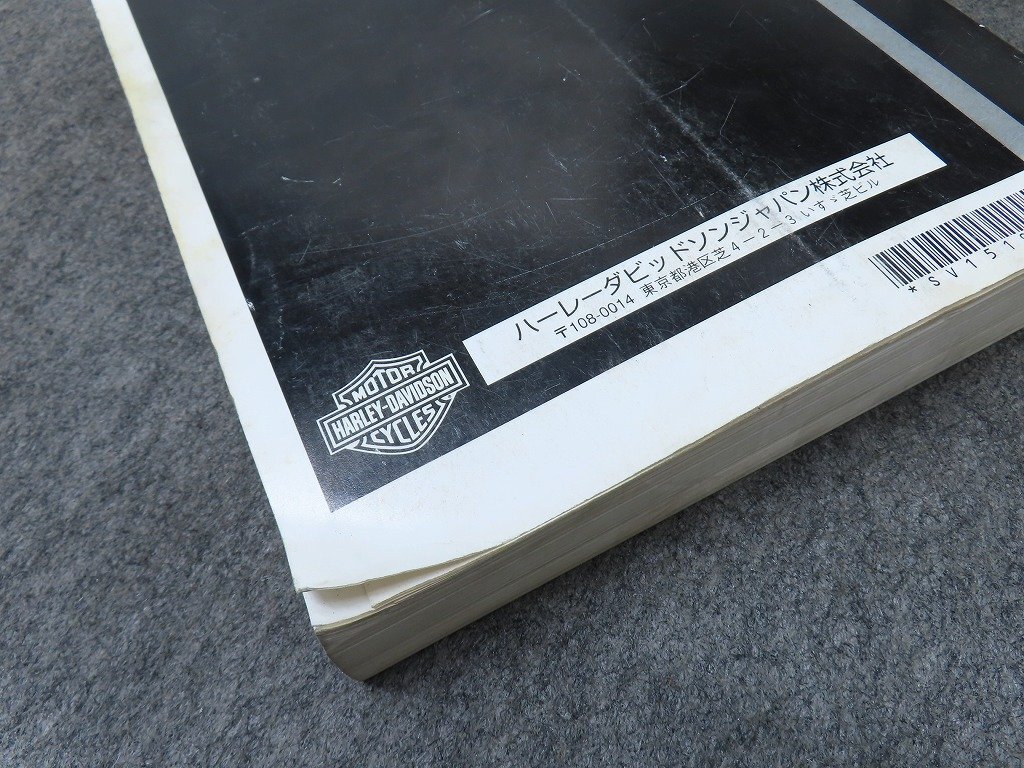 ハーレーダビッドソンジャパン株式会社
〒108-0014 東京都港区芝4-2-3いすゞ芝ビル
MOTOR
HARLEY-DAVIDSON
CYCLES